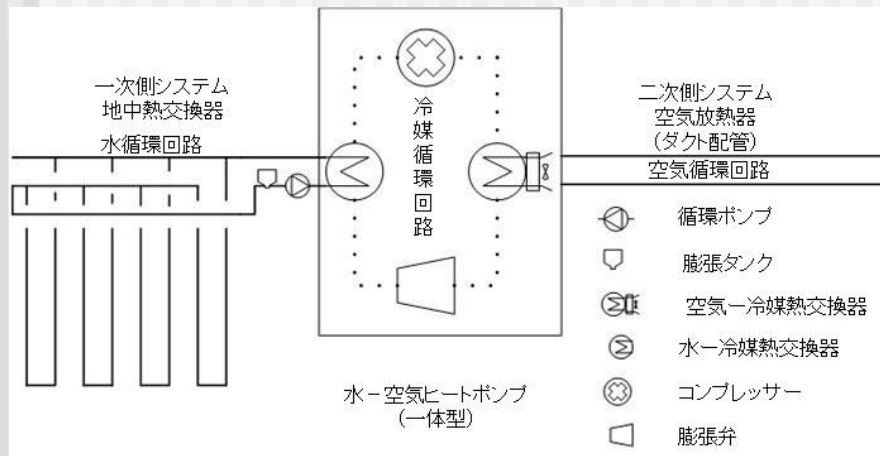 一次側システム
地中熱交換器
水循環回路
冷媒循環回路
二次側システム
空気放熱器
(ダクト配管)
空気循環回路
循環ポンプ
膨張タンク
空気ー冷媒熱交換器
水ー冷媒熱交換器
コンプレッサー
膨張弁
水－空気ヒートポンプ
(一体型)